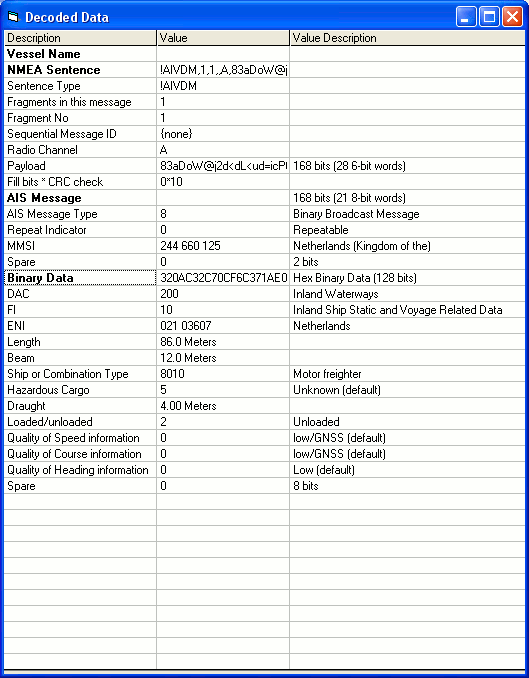 Decoded Data
Description Value Value Description
Vessel Name
NMEA Sentence !AIVDM,1,1,,A,83aDoW@j
Sentence Type !AIVDM
Fragments in this message 1
Fragment No 1
Sequential Message ID {none}
Radio Channel A
Payload 83aDoW@j2d<dL<ud=icP 168 bits (28 6-bit words)
Fill bits * CRC check 0*10
AIS Message 168 bits (21 8-bit words)
AIS Message Type 8 Binary Broadcast Message
Repeat Indicator 0 Repeatable
MMSI 244 660 125 Netherlands (Kingdom of the)
Spare 0 2 bits
Binary Data 320AC32C70CF6C371AE0 Hex Binary Data (128 bits)
DAC 200 Inland Waterways
FI 10 Inland Ship Static and Voyage Related Data
ENI 021 03607 Netherlands
Length 86.0 Meters
Beam 12.0 Meters
Ship or Combination Type 8010 Motor freighter
Hazardous Cargo 5 Unknown (default)
Draught 4.00 Meters
Loaded/unloaded 2 Unloaded
Quality of Speed information 0 low/GNSS (default)
Quality of Course information 0 low/GNSS (default)
Quality of Heading information 0 Low (default)
Spare 0 8 bits